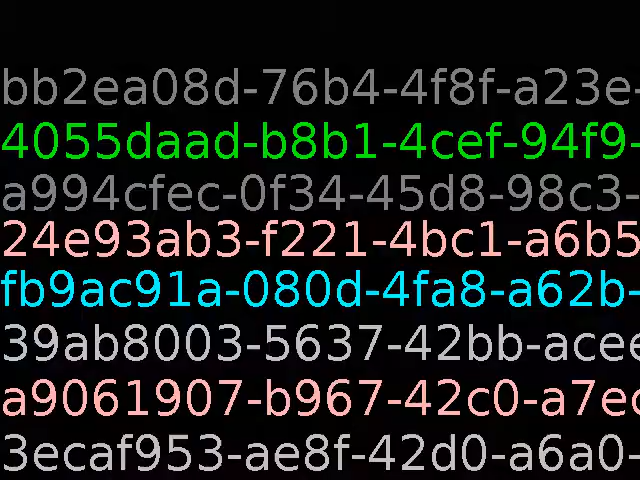 bb2ea08d-76b4-4f8f-a23e-
4055daad-b8b1-4cef-94f9-
a994cfec-0f34-45d8-98c3-
24e93ab3-f221-4bc1-a6b5
fb9ac91a-080d-4fa8-a62b-
39ab8003-5637-42bb-acee
a9061907-b967-42c0-a7ec
3ecaf953-ae8f-42d0-a6a0-